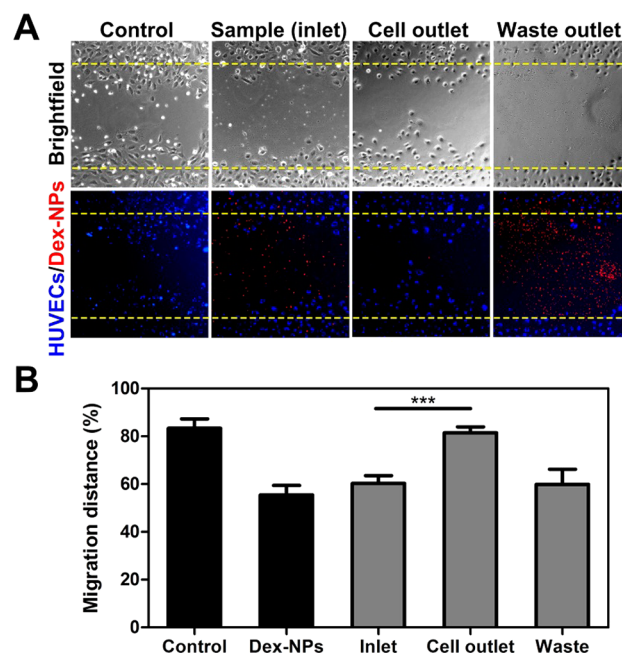 A
Control Sample (inlet) Cell outlet Waste outlet
Brightfield
HUVECs/Dex-NPs
B
Migration distance (%)
100
80
60
40
20
0
***
Control Dex-NPs Inlet Cell outlet Waste